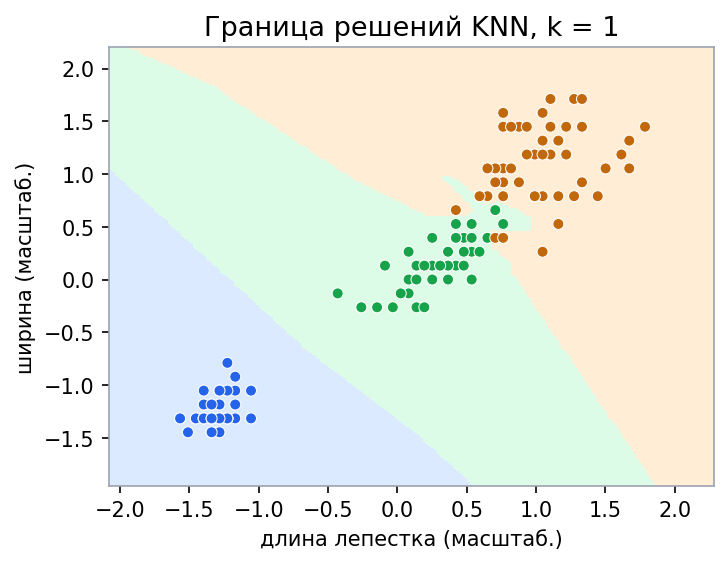 Граница решений KNN, k = 1
ширина (масштаб.)
2.0
1.5
1.0
0.5
0.0
−0.5
−1.0
−1.5
−2.0 −1.5 −1.0 −0.5 0.0 0.5 1.0 1.5 2.0
длина лепестка (масштаб.)